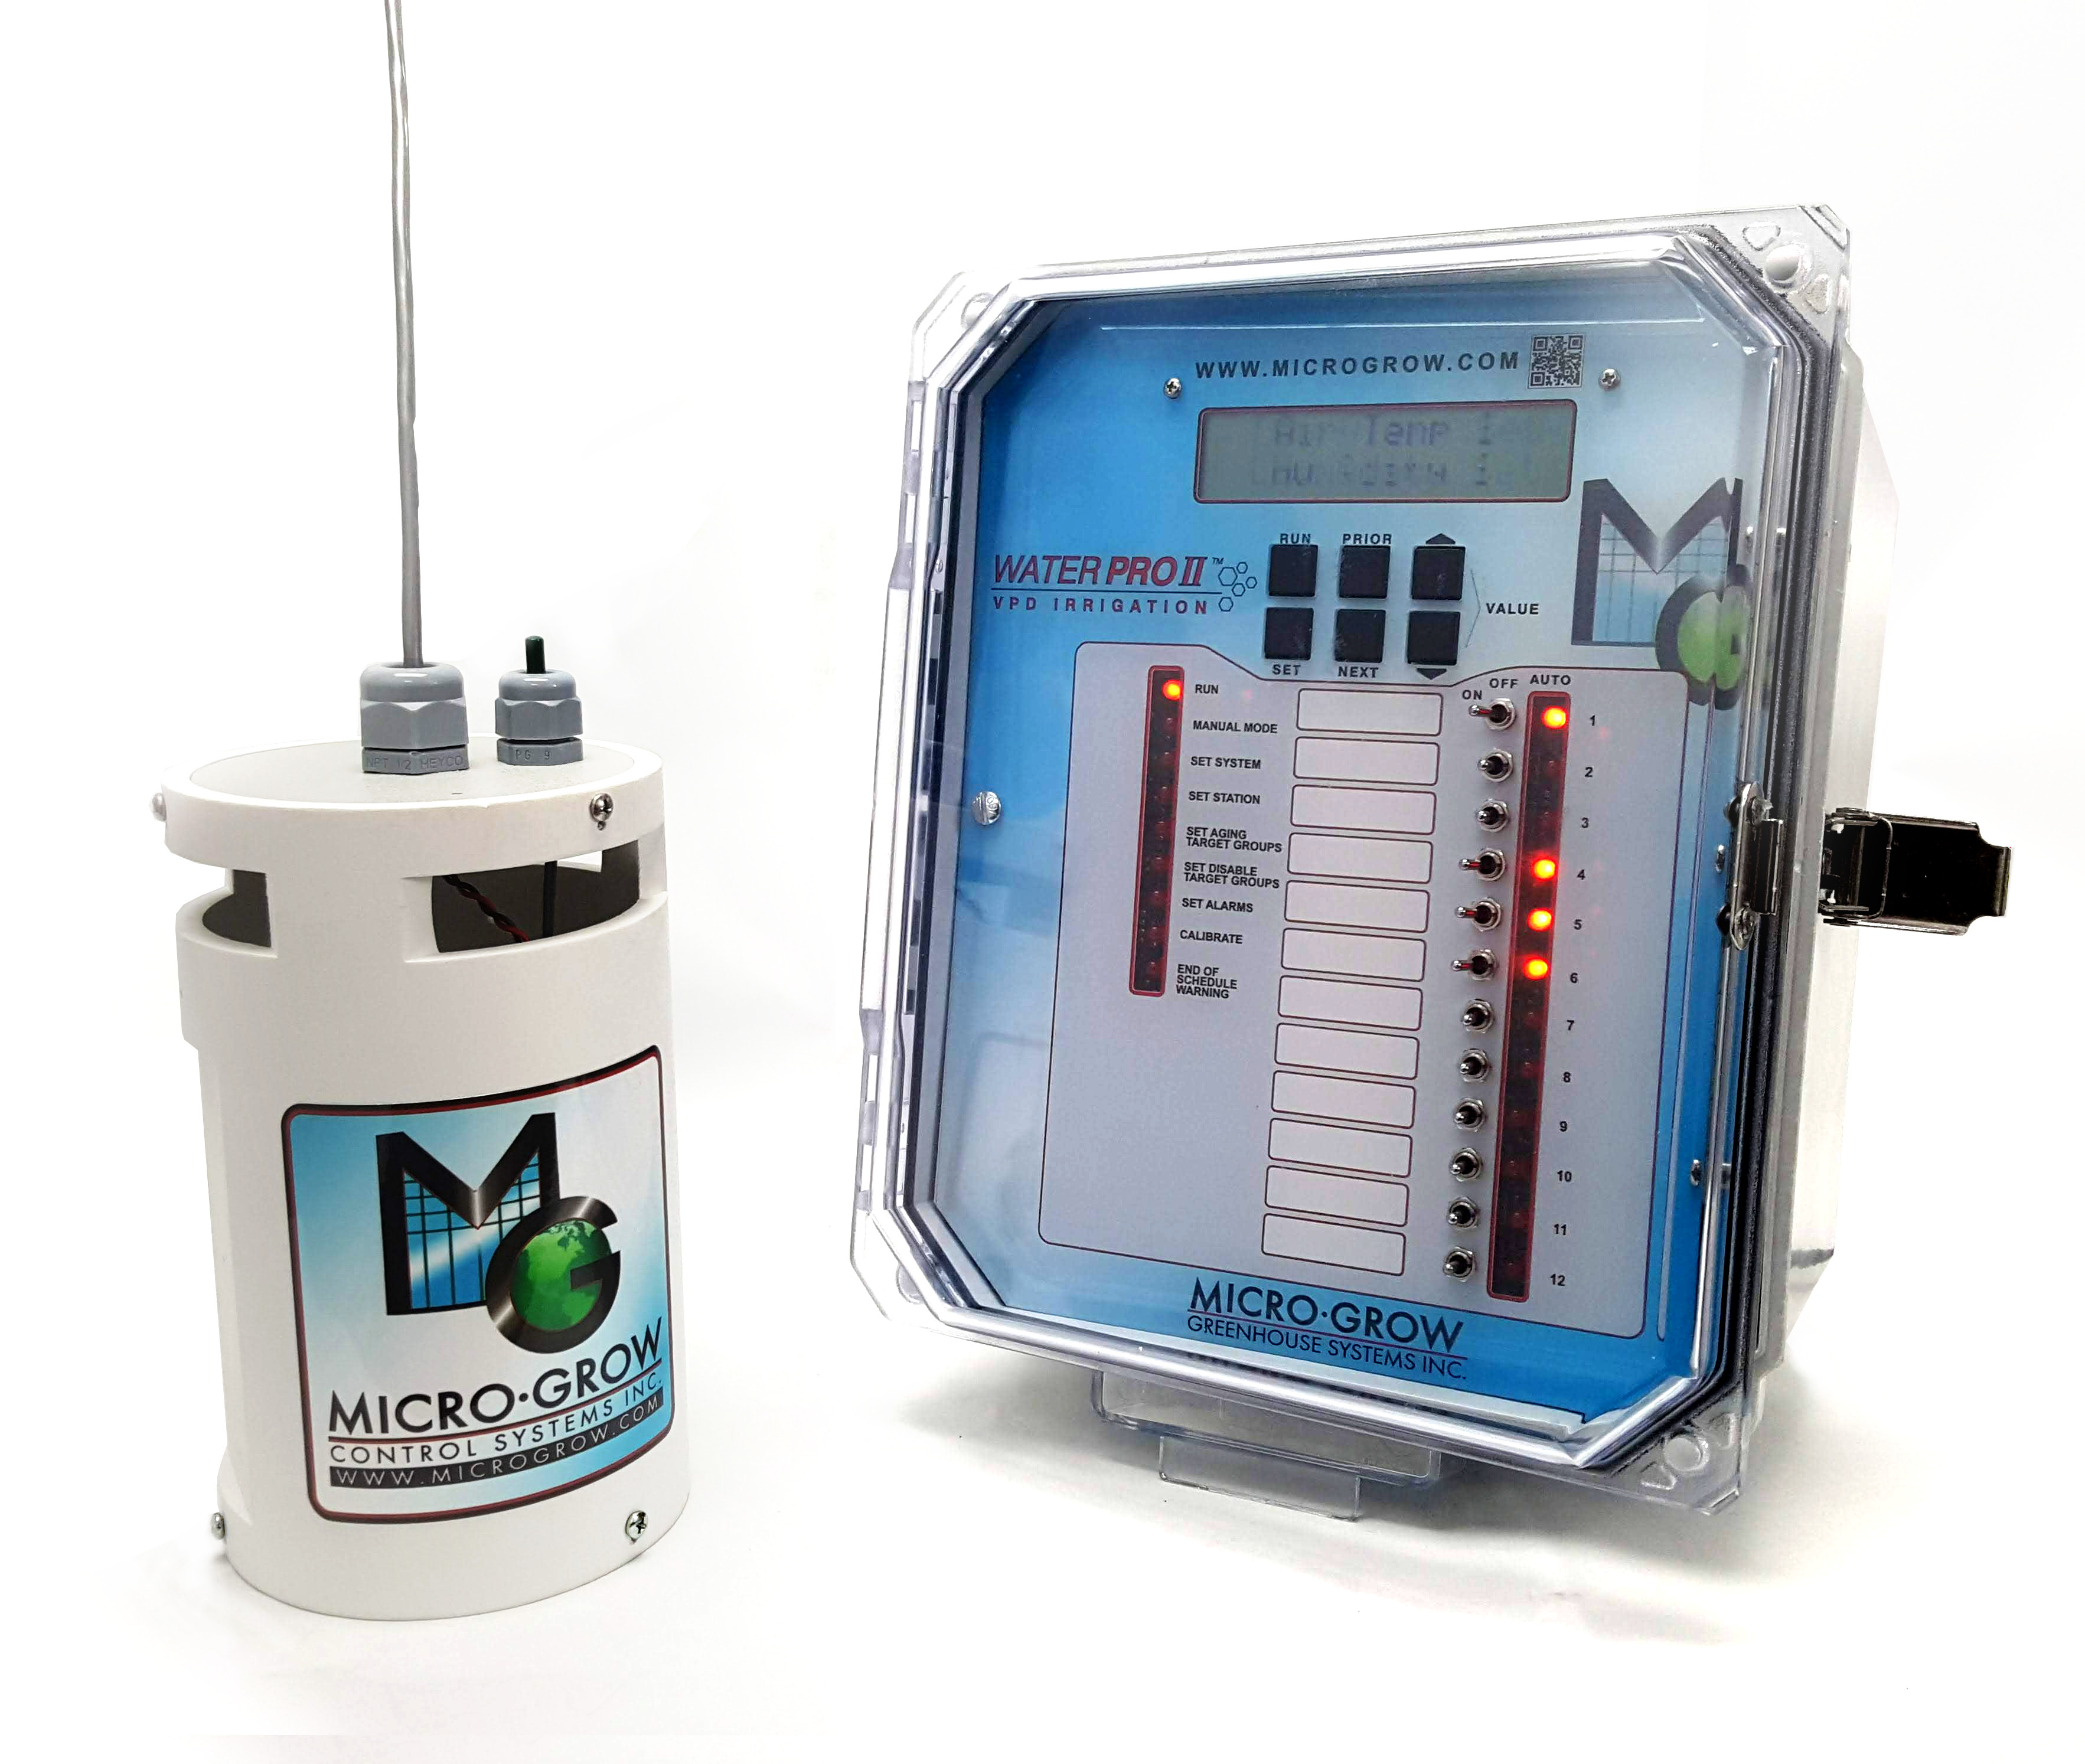 NPT 1/2 HEYCO
PG 9
MG
MICRO·GROW
CONTROL SYSTEMS INC.
WWW.MICROGROW.COM
WWW.MICROGROW.COM
Air Temp 1
Humidity 1
WATER PRO II™
VPD IRRIGATION
RUN PRIOR
VALUE
SET NEXT
MG
ON OFF AUTO
RUN
MANUAL MODE
SET SYSTEM
SET STATION
SET AGING
TARGET GROUPS
SET DISABLE
TARGET GROUPS
SET ALARMS
CALIBRATE
END OF
SCHEDULE
WARNING
1
2
3
4
5
6
7
8
9
10
11
12
MICRO·GROW
GREENHOUSE SYSTEMS INC.